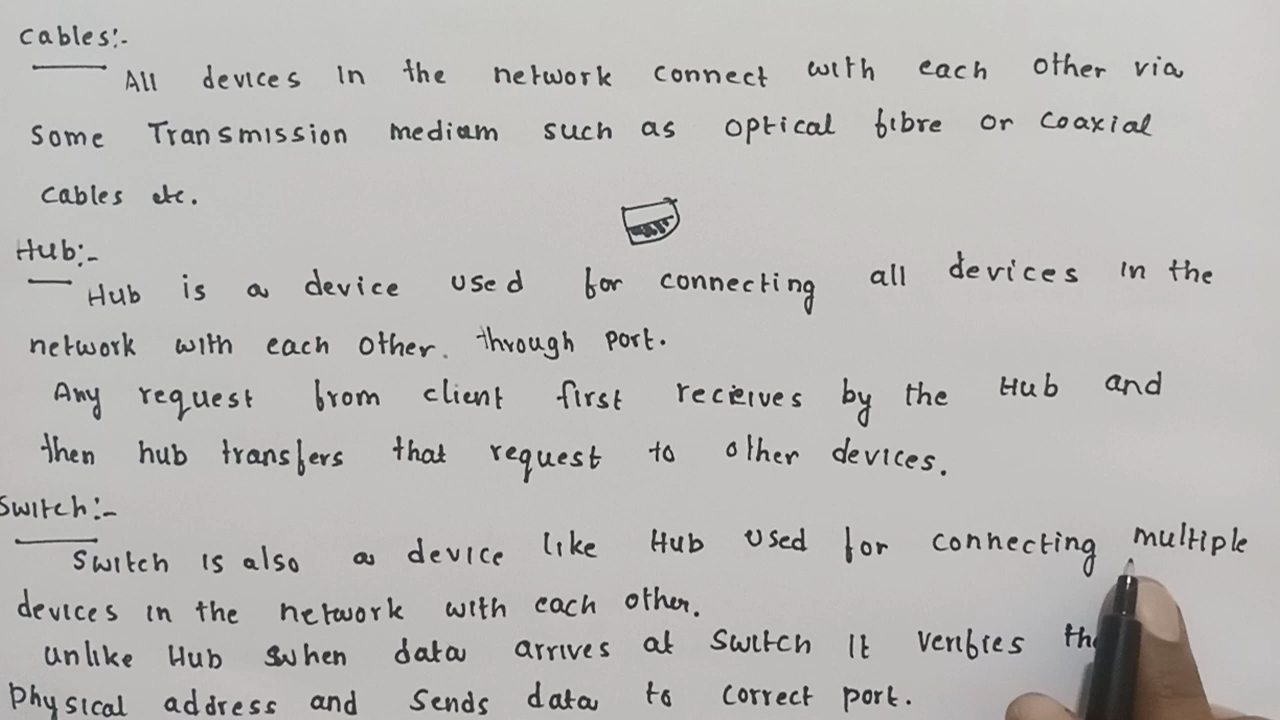 Cables:-
All devices in the network connect with each other via
some Transmission medium such as optical fibre or coaxial
cables etc.
Hub:-
Hub is a device used for connecting all devices in the
network with each other. through port.
Any request from client first receives by the Hub and
then hub transfers that request to other devices.
Switch:-
Switch is also a device like Hub used for connecting multiple
devices in the network with each other.
unlike Hub when data arrives at switch it verifies
Physical address and sends data to correct port.